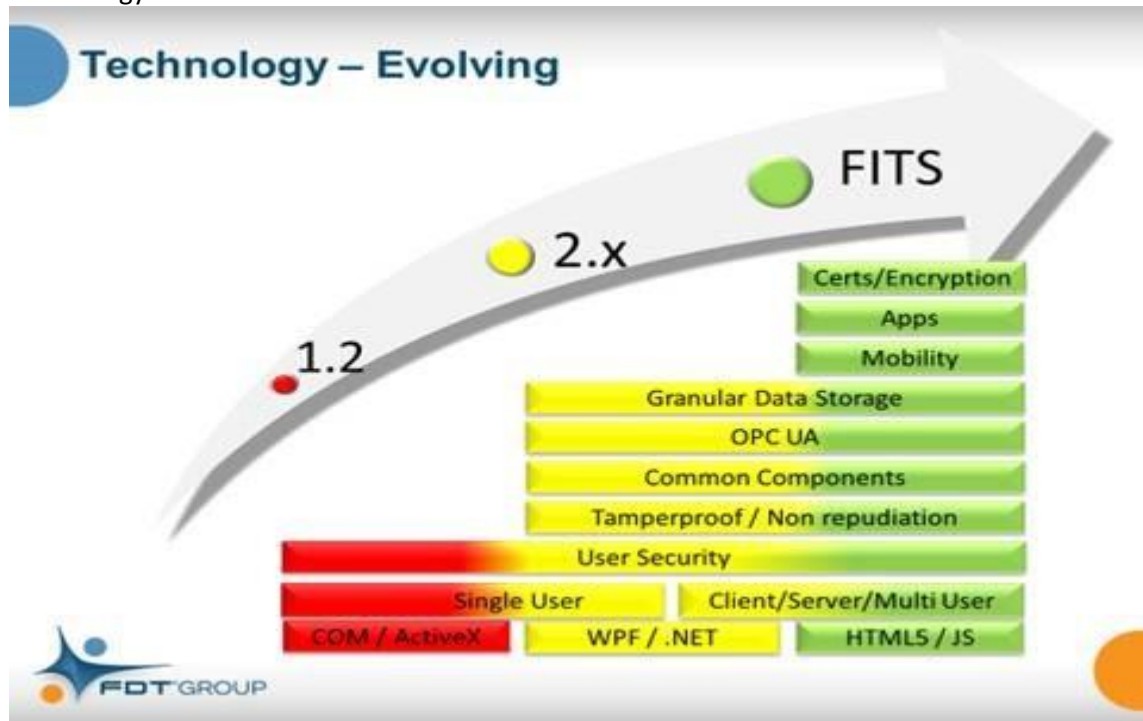 Technology – Evolving
FITS
2.x
1.2
Certs/Encryption
Apps
Mobility
Granular Data Storage
OPC UA
Common Components
Tamperproof / Non repudiation
User Security
Single User
Client/Server/Multi User
COM / ActiveX
WPF / .NET
HTML5 / JS
FDT GROUP